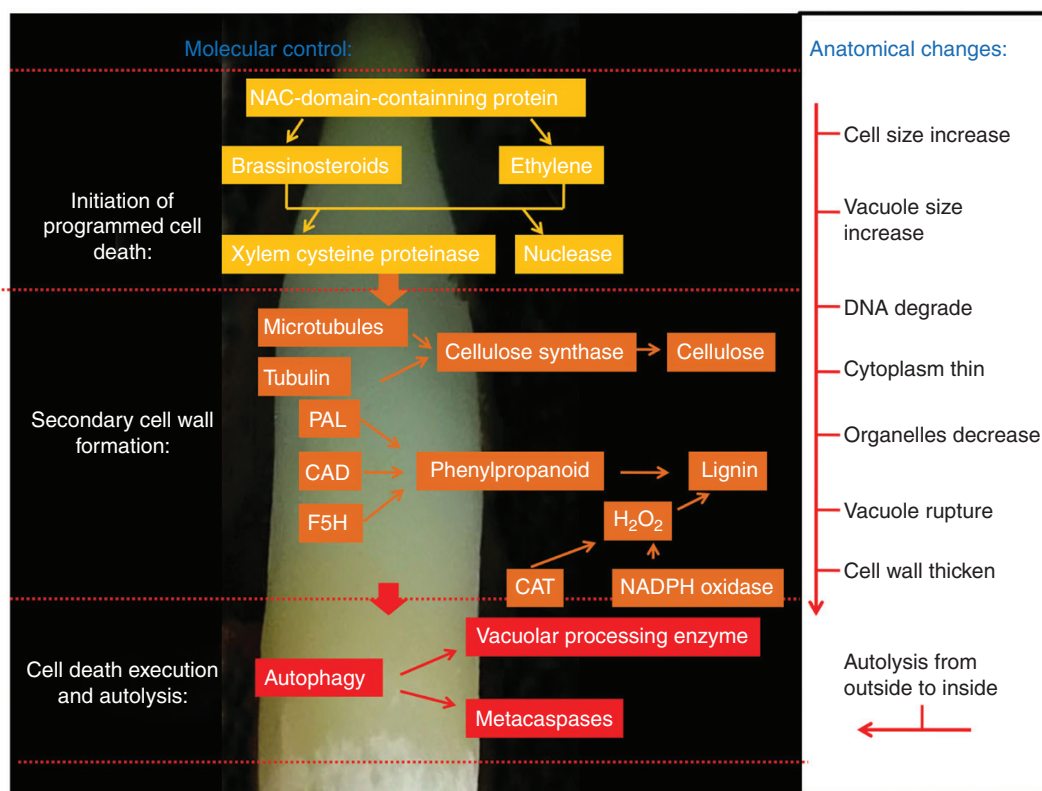 Molecular control:
Anatomical changes:
NAC-domain-containning protein
Brassinosteroids
Ethylene
Initiation of
programmed cell
death:
Xylem cysteine proteinase
Nuclease
Microtubules
Tubulin
Cellulose synthase
Cellulose
Secondary cell wall
formation:
PAL
CAD
F5H
Phenylpropanoid
Lignin
H₂O₂
CAT
NADPH oxidase
Cell death execution
and autolysis:
Autophagy
Vacuolar processing enzyme
Metacaspases
Cell size increase
Vacuole size
increase
DNA degrade
Cytoplasm thin
Organelles decrease
Vacuole rupture
Cell wall thicken
Autolysis from
outside to inside